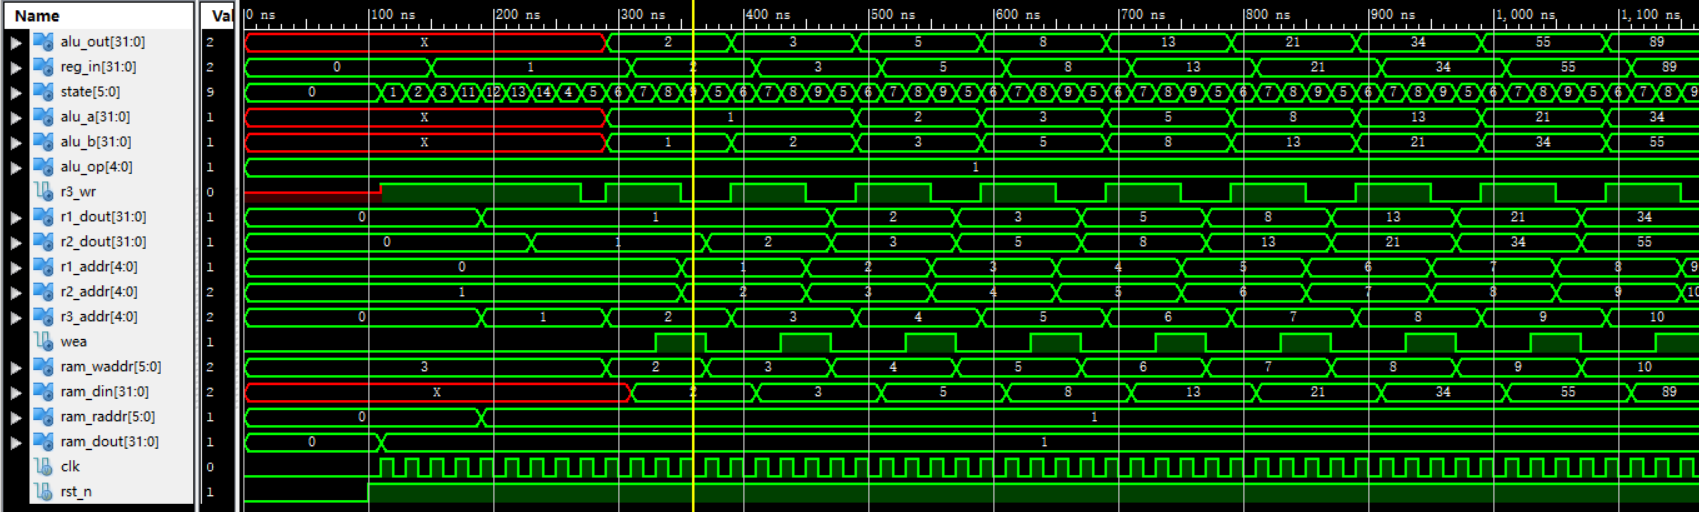 Name Val 0 ns 100 ns 200 ns 300 ns 400 ns 500 ns 600 ns 700 ns 800 ns 900 ns 1,000 ns 1,100 ns
alu_out[31:0] 2 X 2 3 5 8 13 21 34 55 89
reg_in[31:0] 2 0 1 2 3 5 8 13 21 34 55 89
state[5:0] 9 0 1 2 3 11 12 13 14 4 5 6 7 8 9 5 6 7 8 9 5 6 7 8 9 5 6 7 8 9 5 6 7 8 9 5 6 7 8 9 5 6 7 8 9 5 6 7 8 9 5 6 7 8 9
alu_a[31:0] 1 X 1 2 3 5 8 13 21 34
alu_b[31:0] 1 X 1 2 3 5 8 13 21 34 55
alu_op[4:0] 1 1
r3_wr 0
r1_dout[31:0] 1 0 1 2 3 5 8 13 21 34
r2_dout[31:0] 1 0 1 2 3 5 8 13 21 34 55
r1_addr[4:0] 1 0 1 2 3 4 5 6 7 8 9
r2_addr[4:0] 2 1 2 3 4 5 6 7 8 9 10
r3_addr[4:0] 2 0 1 2 3 4 5 6 7 8 9 10
wea 1
ram_waddr[5:0] 2 3 2 3 4 5 6 7 8 9 10
ram_din[31:0] 2 X 2 3 5 8 13 21 34 55 89
ram_raddr[5:0] 1 0 1
ram_dout[31:0] 1 0 1
clk 0
rst_n 1